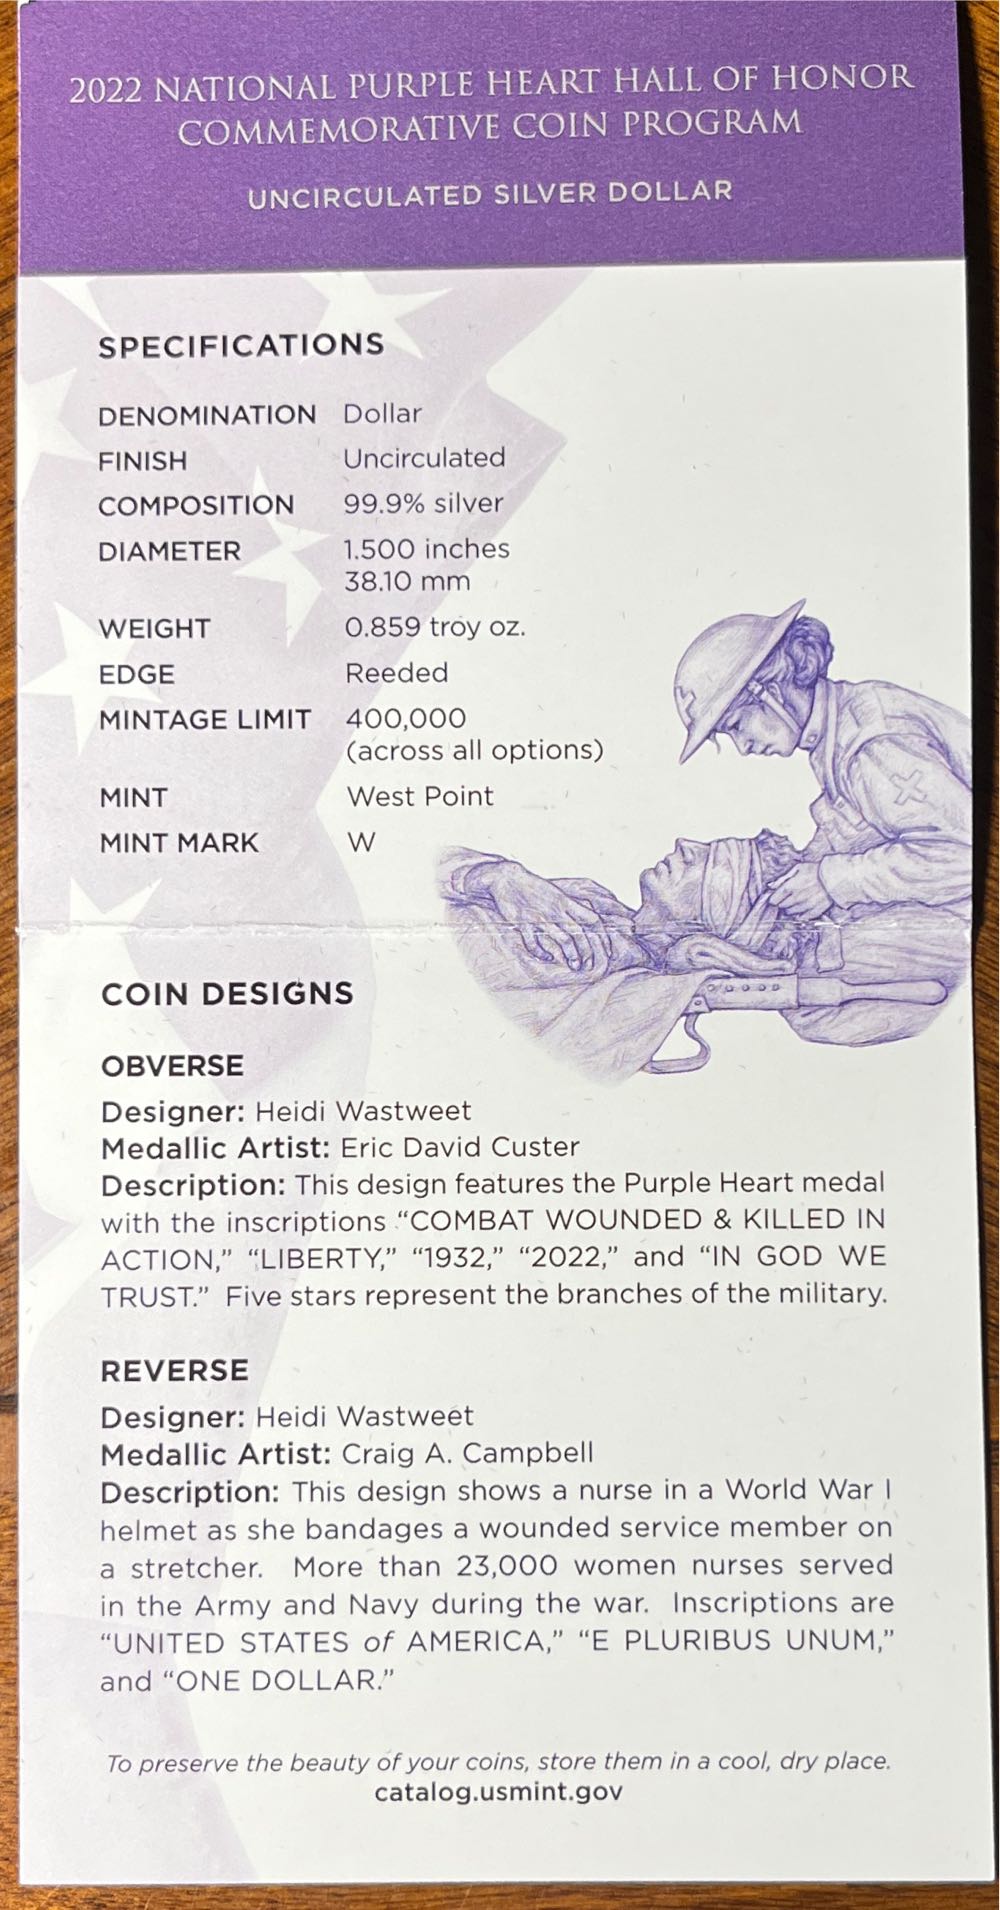 2022 NATIONAL PURPLE HEART HALL OF HONOR
COMMEMORATIVE COIN PROGRAM
UNCIRCULATED SILVER DOLLAR
SPECIFICATIONS
DENOMINATION Dollar
FINISH Uncirculated
COMPOSITION 99.9% silver
DIAMETER 1.500 inches
38.10 mm
WEIGHT 0.859 troy oz.
EDGE Reeded
MINTAGE LIMIT 400,000
(across all options)
MINT West Point
MINT MARK W
COIN DESIGNS
OBVERSE
Designer: Heidi Wastweet
Medallic Artist: Eric David Custer
Description: This design features the Purple Heart medal
with the inscriptions “COMBAT WOUNDED & KILLED IN
ACTION,” “LIBERTY,” “1932,” “2022,” and “IN GOD WE
TRUST.” Five stars represent the branches of the military.
REVERSE
Designer: Heidi Wastweet
Medallic Artist: Craig A. Campbell
Description: This design shows a nurse in a World War I
helmet as she bandages a wounded service member on
a stretcher. More than 23,000 women nurses served
in the Army and Navy during the war. Inscriptions are
“UNITED STATES of AMERICA,” “E PLURIBUS UNUM,”
and “ONE DOLLAR.”
To preserve the beauty of your coins, store them in a cool, dry place.
catalog.usmint.gov